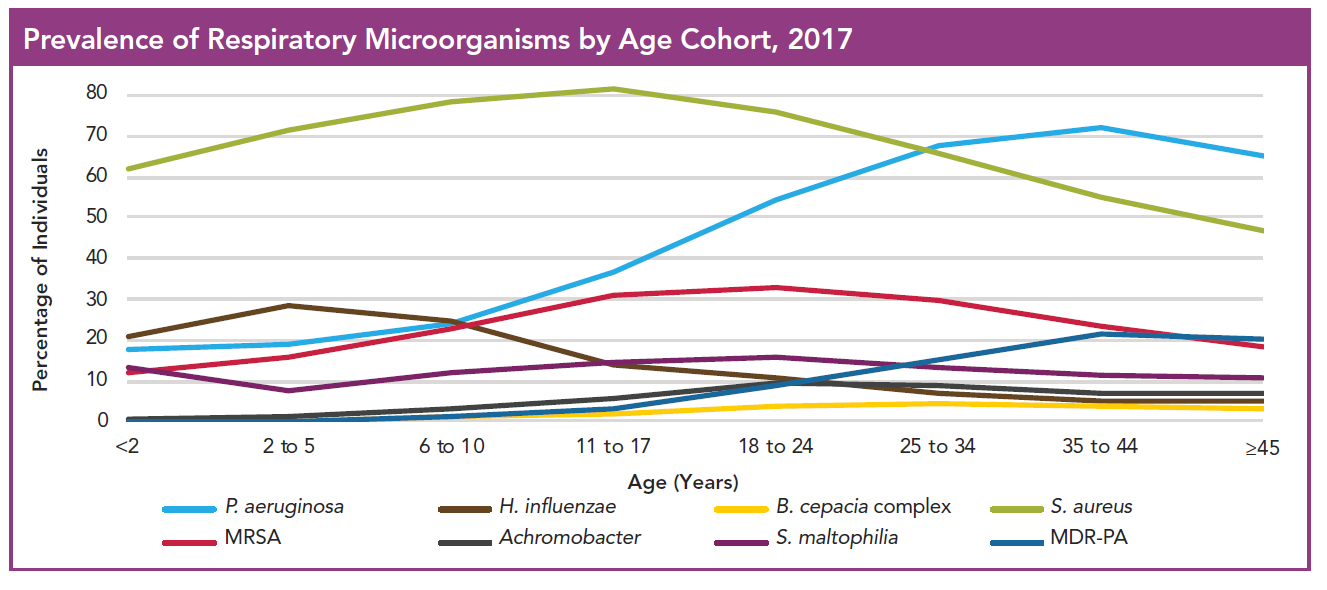 Prevalence of Respiratory Microorganisms by Age Cohort, 2017
Percentage of Individuals
80
70
60
50
40
30
20
10
0
<2 2 to 5 6 to 10 11 to 17 18 to 24 25 to 34 35 to 44 ≥45
Age (Years)
P. aeruginosa H. influenzae B. cepacia complex S. aureus
MRSA Achromobacter S. maltophilia MDR-PA